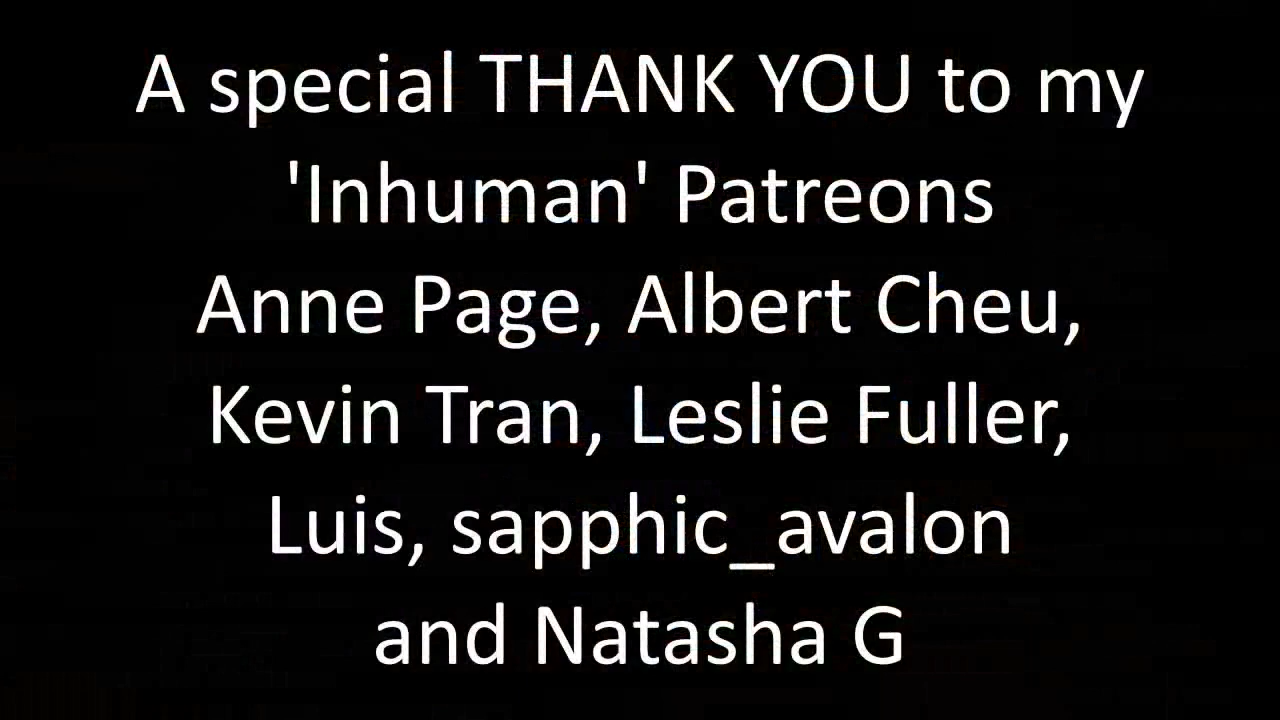 A special THANK YOU to my
'Inhuman' Patreons
Anne Page, Albert Cheu,
Kevin Tran, Leslie Fuller,
Luis, sapphic_avalon
and Natasha G